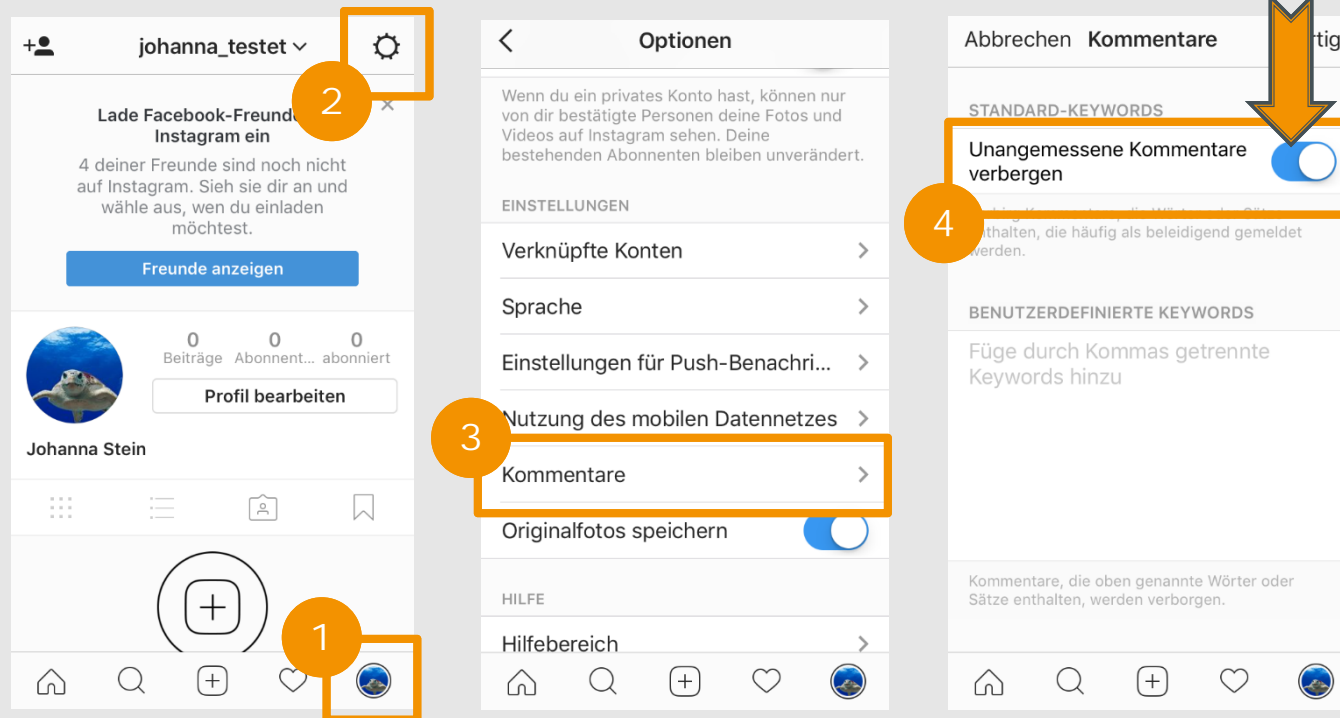 johanna_testet
2
Lade Facebook-Freunde
Instagram ein
4 deiner Freunde sind noch nicht
auf Instagram. Sieh sie dir an und
wähle aus, wen du einladen
möchtest.
Freunde anzeigen
0 0 0
Beiträge Abonnent... abonniert
Profil bearbeiten
Johanna Stein
1
Optionen
Wenn du ein privates Konto hast, können nur
von dir bestätigte Personen deine Fotos und
Videos auf Instagram sehen. Deine
bestehenden Abonnenten bleiben unverändert.
EINSTELLUNGEN
Verknüpfte Konten
Sprache
Einstellungen für Push-Benachri...
Nutzung des mobilen Datennetzes
3
Kommentare
Originalfotos speichern
HILFE
Hilfebereich
Abbrechen Kommentare tig
STANDARD-KEYWORDS
Unangemessene Kommentare
verbergen
4
enthalten, die häufig als beleidigend gemeldet
werden.
BENUTZERDEFINIERTE KEYWORDS
Füge durch Kommas getrennte
Keywords hinzu
Kommentare, die oben genannte Wörter oder
Sätze enthalten, werden verborgen.